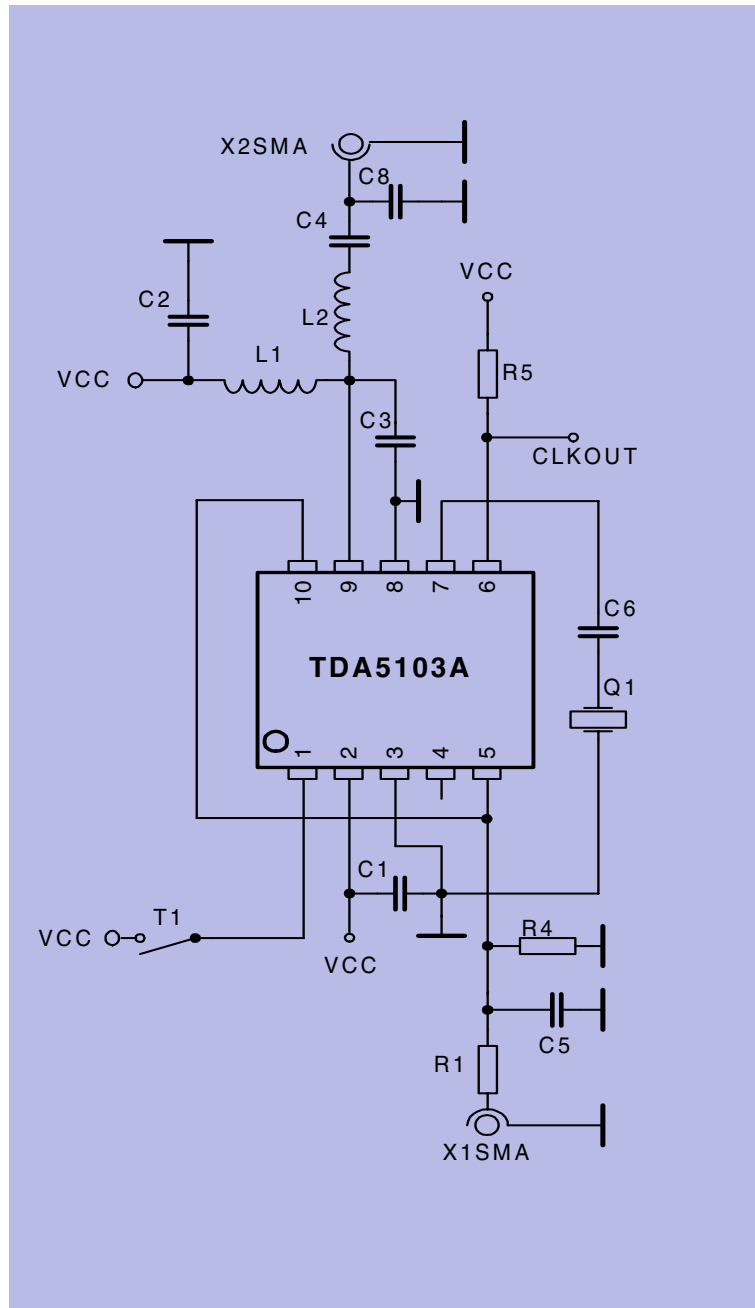 X2SMA
C8
C4
VCC
C2
L2
L1
R5
VCC
C3
CLKOUT
10
9
8
7
6
C6
TDA5103A
Q1
1
2
3
4
5
C1
T1
VCC
R4
VCC
C5
R1
X1SMA